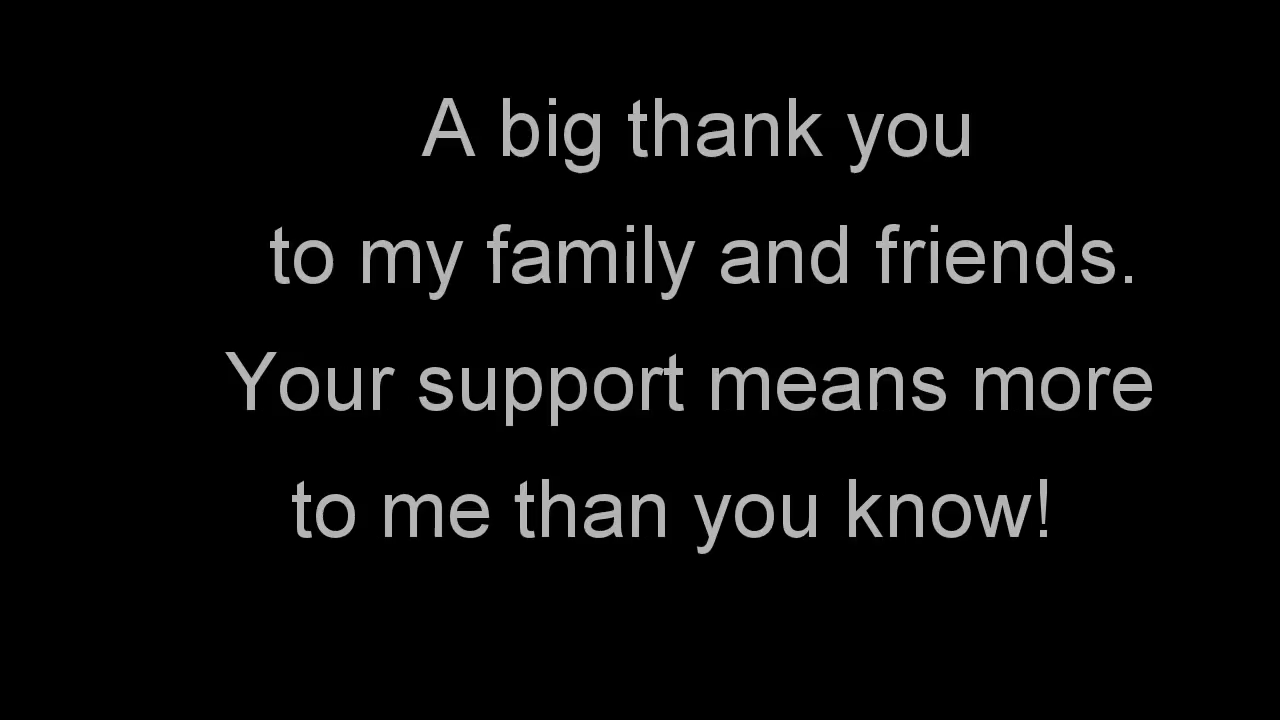 A big thank you
to my family and friends.
Your support means more
to me than you know!